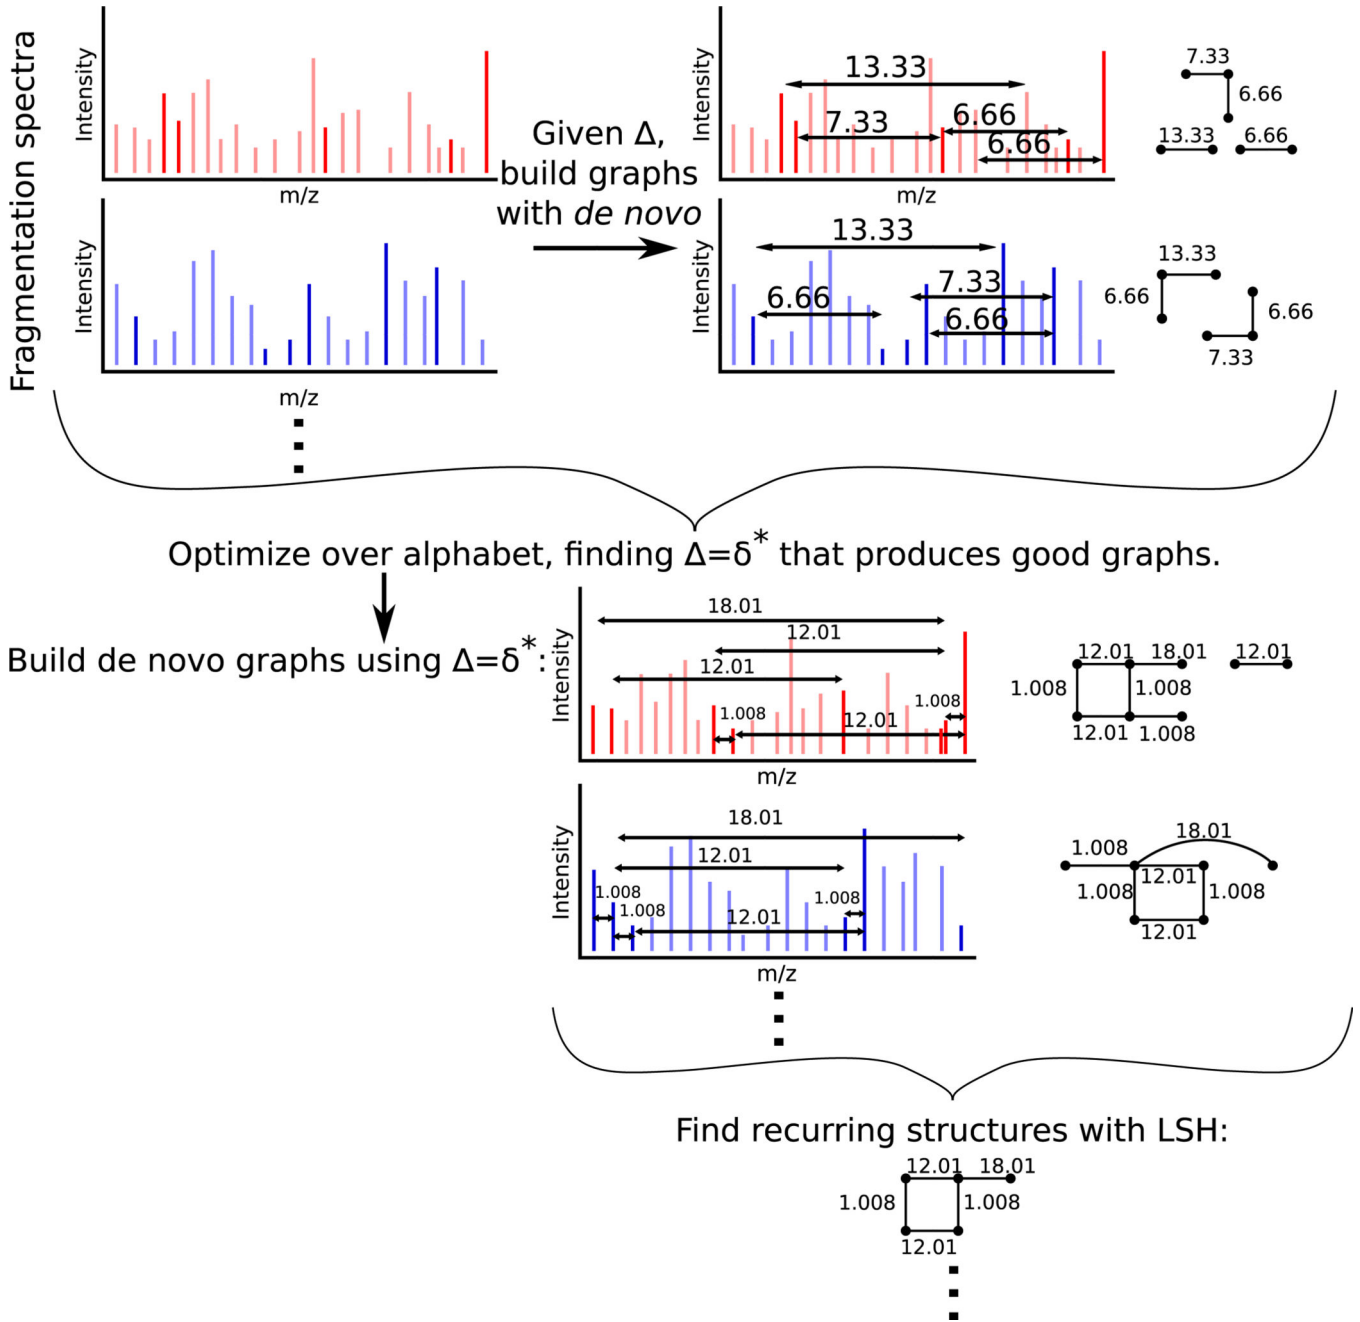 Fragmentation spectra
Intensity
m/z
Given Δ,
build graphs
with de novo
Intensity
13.33
7.33
6.66
6.66
m/z
7.33
6.66
13.33
6.66
Intensity
m/z
Intensity
13.33
6.66
7.33
6.66
m/z
13.33
6.66
6.66
7.33
Optimize over alphabet, finding Δ=δ* that produces good graphs.
Build de novo graphs using Δ=δ*:
Intensity
18.01
12.01
12.01
1.008
1.008
12.01
m/z
12.01
18.01
12.01
1.008
1.008
12.01
1.008
Intensity
18.01
12.01
1.008
1.008
1.008
12.01
m/z
18.01
1.008
12.01
1.008
1.008
12.01
Find recurring structures with LSH:
12.01
18.01
1.008
1.008
12.01